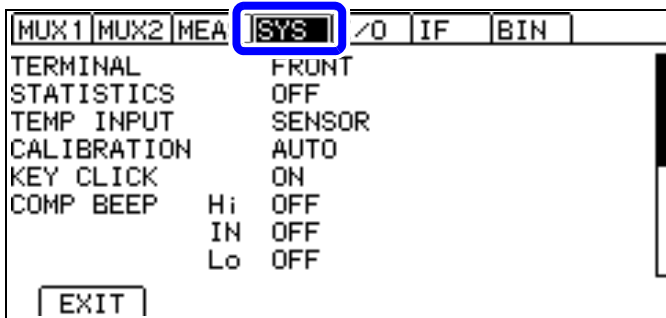 MUX1 MUX2 MEA SYS /O IF BIN
TERMINAL FRONT
STATISTICS OFF
TEMP INPUT SENSOR
CALIBRATION AUTO
KEY CLICK ON
COMP BEEP Hi OFF
IN OFF
Lo OFF
EXIT